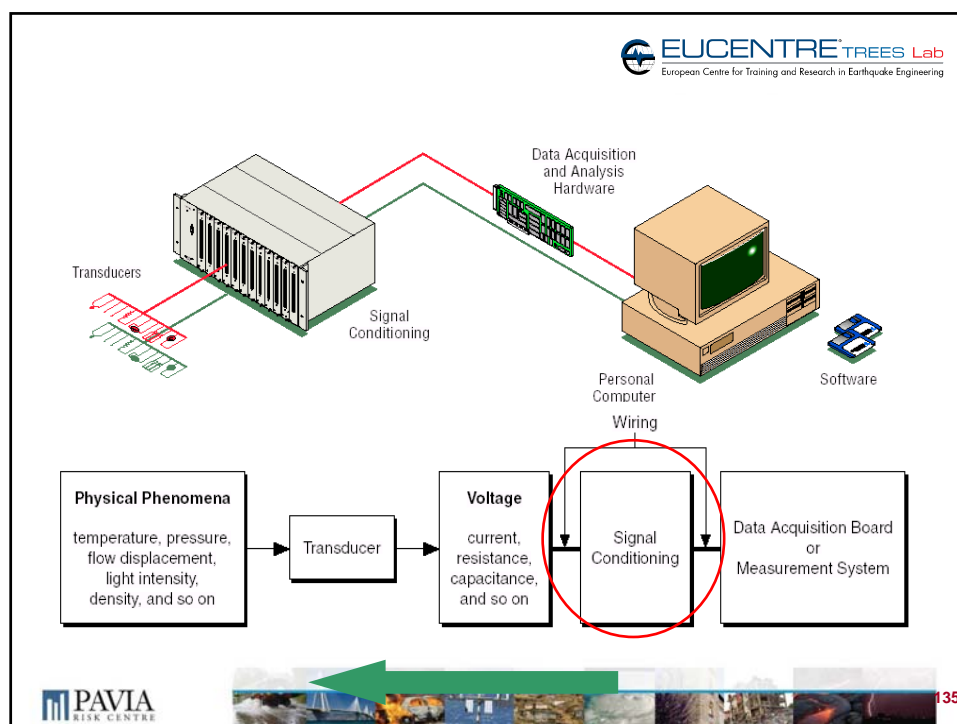 EUCENTRE® TREES Lab
European Centre for Training and Research in Earthquake Engineering
Data Acquisition
and Analysis
Hardware
Transducers
Signal
Conditioning
Personal
Computer
Software
Wiring
Physical Phenomena
temperature, pressure,
flow displacement,
light intensity,
density, and so on
Transducer
Voltage
current,
resistance,
capacitance,
and so on
Signal
Conditioning
Data Acquisition Board
or
Measurement System
PAVIA
RISK CENTRE
135